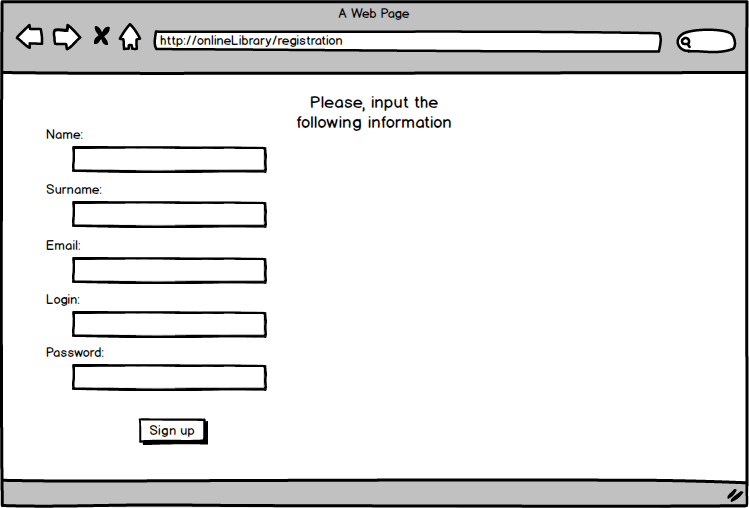 A Web Page
http://onlineLibrary/registration
Please, input the
following information
Name:
Surname:
Email:
Login:
Password:
Sign up